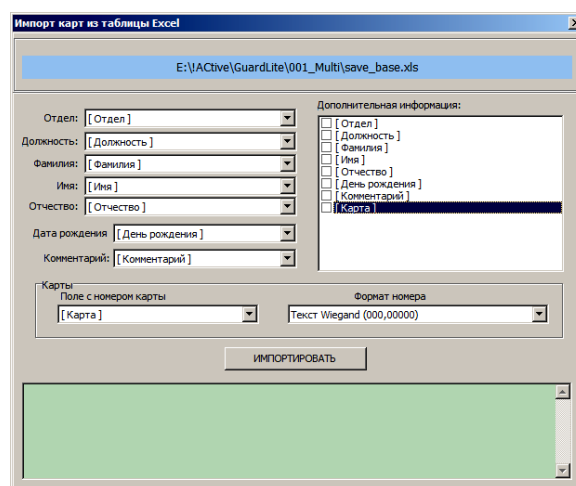 Импорт карт из таблицы Excel
E:\!ACtive\GuardLite\001_Multi\save_base.xls
Отдел: [ Отдел ]
Должность: [ Должность ]
Фамилия: [ Фамилия ]
Имя: [ Имя ]
Отчество: [ Отчество ]
Дата рождения [ День рождения ]
Комментарий: [ Комментарий ]
Дополнительная информация:
[ Отдел ]
[ Должность ]
[ Фамилия ]
[ Имя ]
[ Отчество ]
[ День рождения ]
[ Комментарий ]
[ Карта ]
Карты
Поле с номером карты
[ Карта ]
Формат номера
Текст Wiegand (000,00000)
ИМПОРТИРОВАТЬ